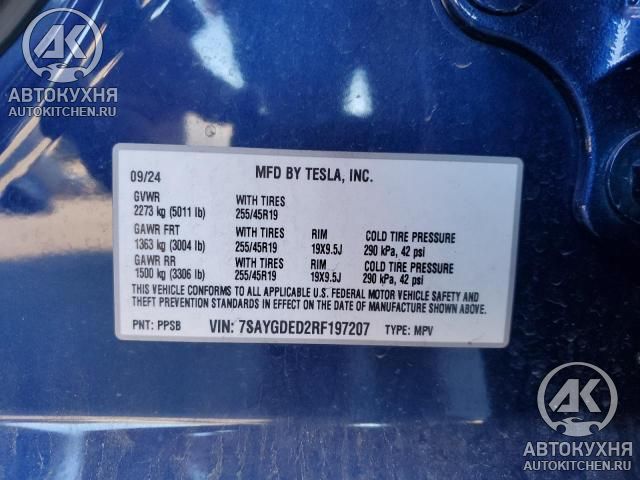 AK
АВТОКУХНЯ
AUTOKITCHEN.RU
09/24 MFD BY TESLA, INC.
GVWR WITH TIRES
2273 kg (5011 lb) 255/45R19
GAWR FRT WITH TIRES RIM COLD TIRE PRESSURE
1363 kg (3004 lb) 255/45R19 19X9.5J 290 kPa, 42 psi
GAWR RR WITH TIRES RIM COLD TIRE PRESSURE
1500 kg (3306 lb) 255/45R19 19X9.5J 290 kPa, 42 psi
THIS VEHICLE CONFORMS TO ALL APPLICABLE U.S. FEDERAL MOTOR VEHICLE SAFETY AND
THEFT PREVENTION STANDARDS IN EFFECT ON THE DATE OF MANUFACTURE SHOWN ABOVE.
PNT: PPSB VIN: 7SAYGDED2RF197207 TYPE: MPV
AK
АВТОКУХНЯ
AUTOKITCHEN.RU